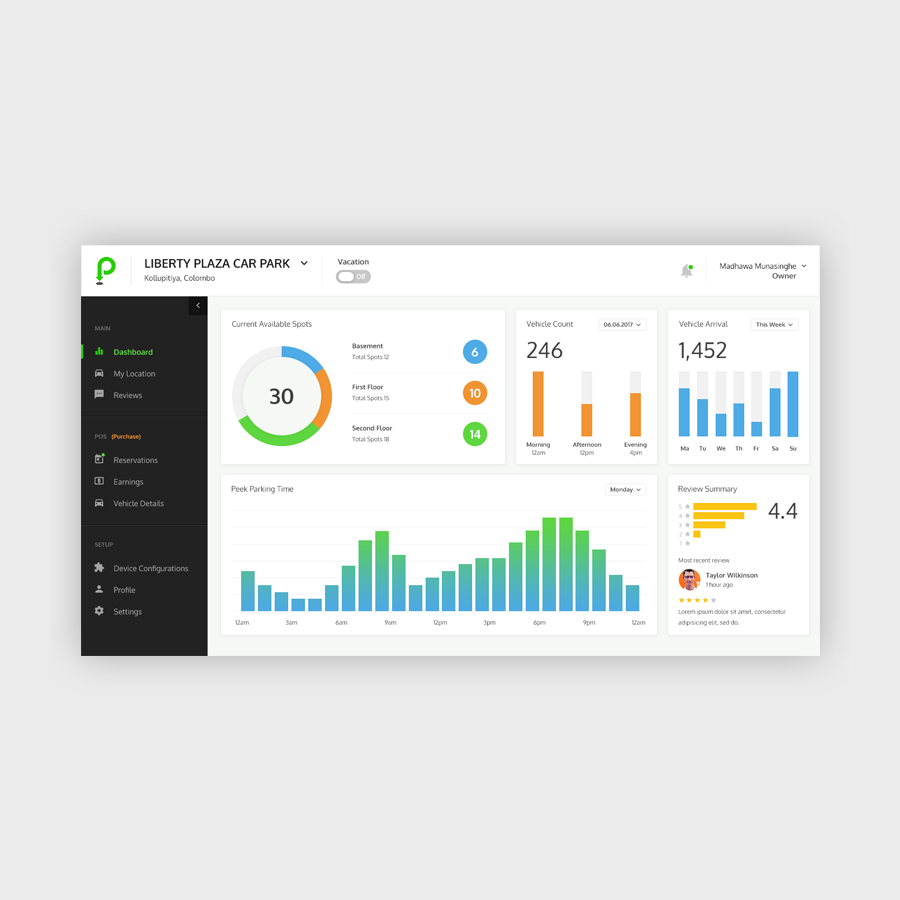 LIBERTY PLAZA CAR PARK
Kollupitiya, Colombo
Vacation
Off
Madhawa Munasinghe
Owner
MAIN
Dashboard
My Location
Reviews
POS (Purchase)
Reservations
Earnings
Vehicle Details
SETUP
Device Configurations
Profile
Settings
Current Available Spots
30
Basement
Total Spots 12
6
First Floor
Total Spots 15
10
Second Floor
Total Spots 18
14
Vehicle Count
06.06.2017
246
Morning Afternoon Evening
12am 12pm 4pm
Vehicle Arrival
This Week
1,452
Ma Tu We Th Fr Sa Su
Peek Parking Time
Monday
12am 3am 6am 9am 12pm 3pm 6pm 9pm 12am
Review Summary
5
4
3
2
1
4.4
Most recent review
Taylor Wilkinson
1 hour ago
Lorem ipsum dolor sit amet, consectetur
adipisicing elit, sed do.